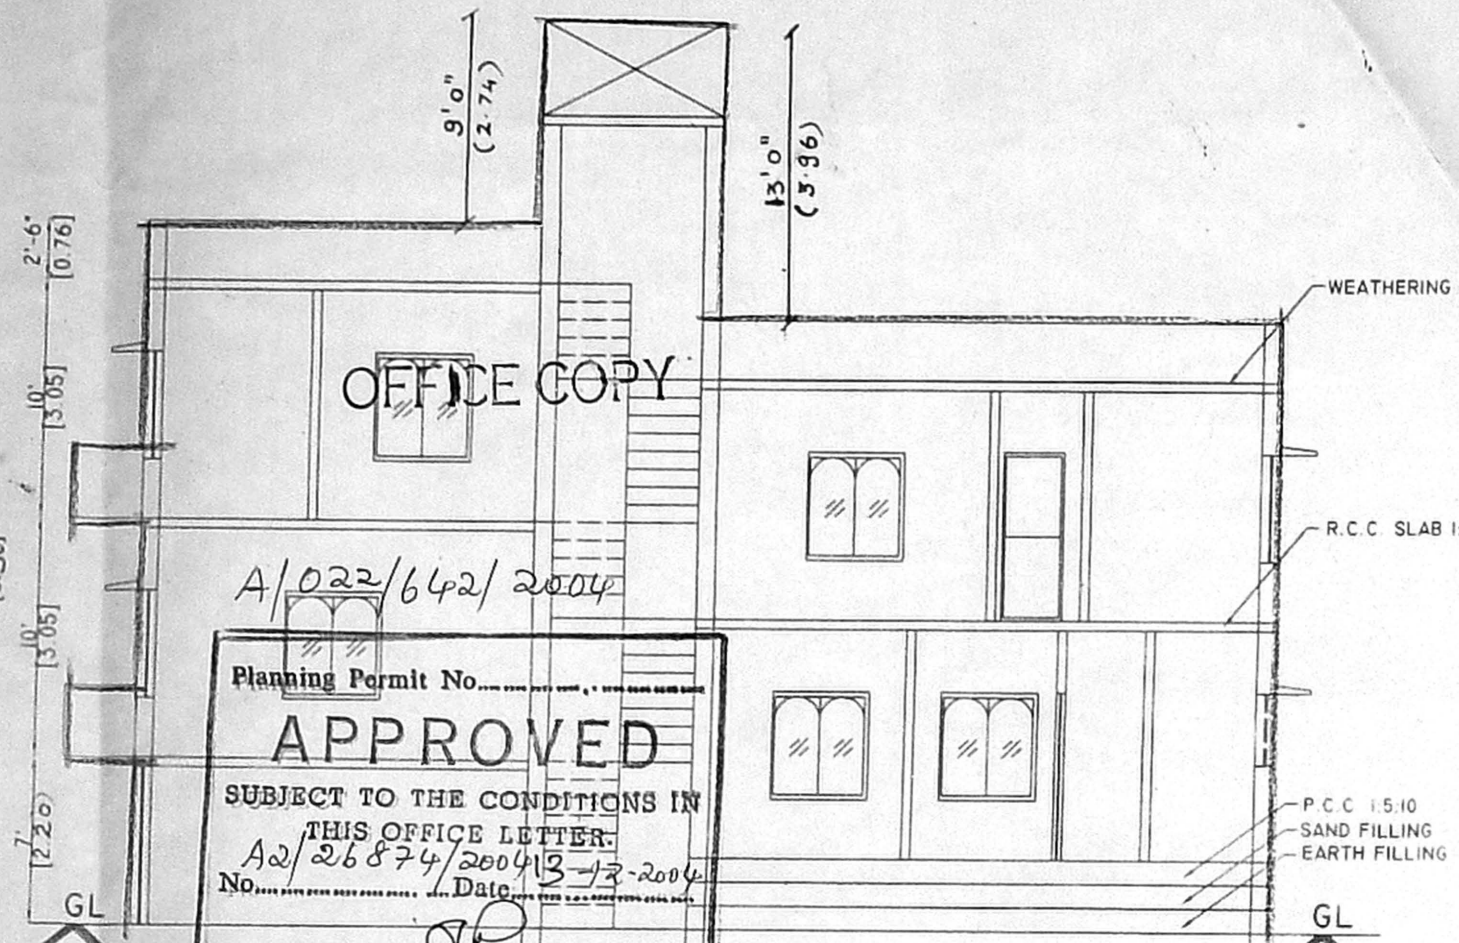 9'0"
(2.74)
13'0"
(3.96)
2'-6"
[0.76]
WEATHERING
10'
[3.05]
OFFICE COPY
R.C.C. SLAB
A/022/642/2004
10'
[3.05]
Planning Permit No.
APPROVED
SUBJECT TO THE CONDITIONS IN
THIS OFFICE LETTER.
A2/26874/2004 13-12-2004
No. Date
P.C.C 1:5:10
SAND FILLING
EARTH FILLING
7'
[2.20]
GL
GL